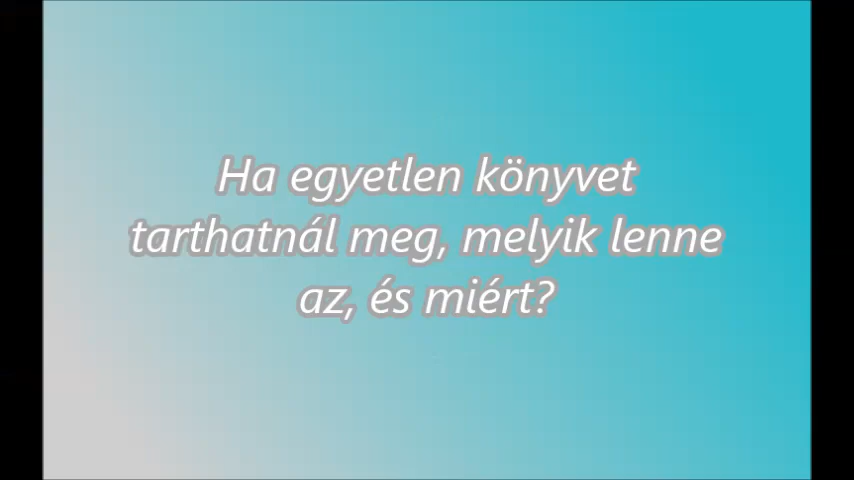 Ha egyetlen könyvet
tarthatnál meg, melyik lenne
az, és miért?